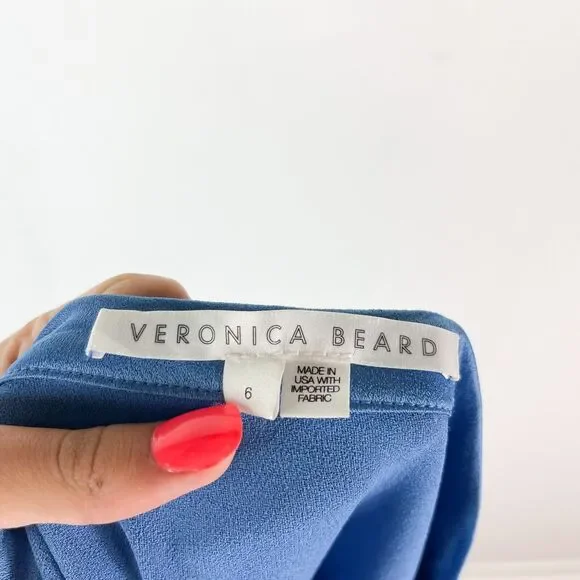 VERONICA BEARD
6
MADE IN
USA WITH
IMPORTED
FABRIC